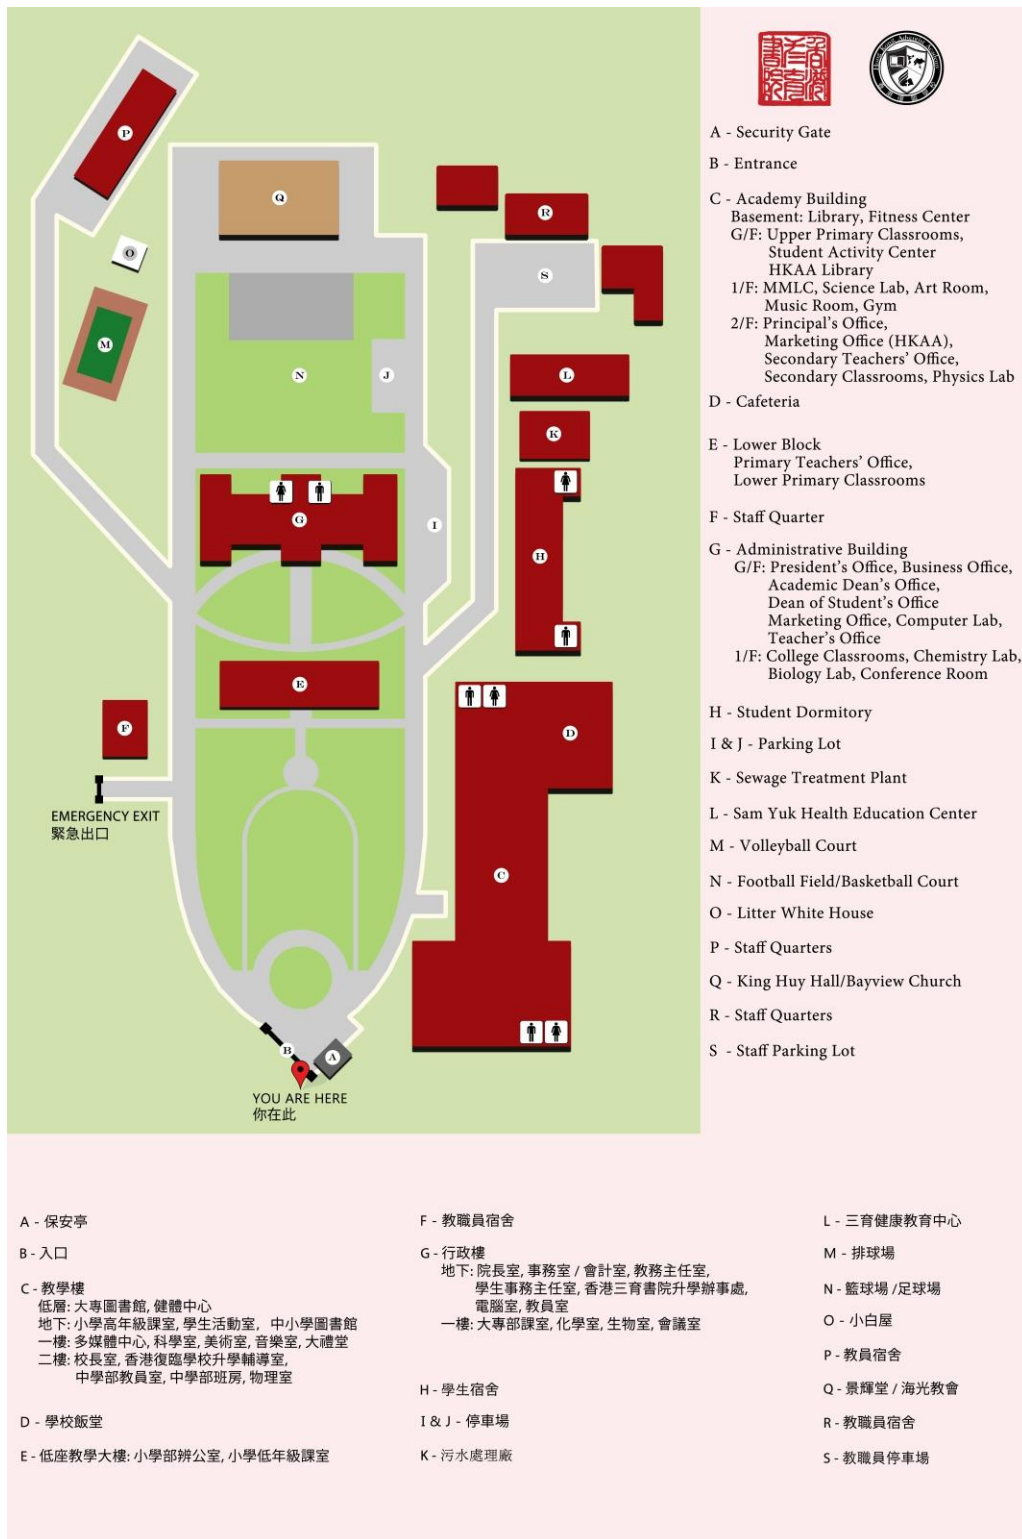 P
Q
R
O
S
M
N
J
L
K
G
I
H
E
F
D
EMERGENCY EXIT
緊急出口
C
B
A
YOU ARE HERE
你在此
A - Security Gate
B - Entrance
C - Academy Building
Basement: Library, Fitness Center
G/F: Upper Primary Classrooms,
Student Activity Center
HKAA Library
1/F: MMLC, Science Lab, Art Room,
Music Room, Gym
2/F: Principal's Office,
Marketing Office (HKAA),
Secondary Teachers' Office,
Secondary Classrooms, Physics Lab
D - Cafeteria
E - Lower Block
Primary Teachers' Office,
Lower Primary Classrooms
F - Staff Quarter
G - Administrative Building
G/F: President's Office, Business Office,
Academic Dean's Office,
Dean of Student's Office
Marketing Office, Computer Lab,
Teacher's Office
1/F: College Classrooms, Chemistry Lab,
Biology Lab, Conference Room
H - Student Dormitory
I & J - Parking Lot
K - Sewage Treatment Plant
L - Sam Yuk Health Education Center
M - Volleyball Court
N - Football Field/Basketball Court
O - Litter White House
P - Staff Quarters
Q - King Huy Hall/Bayview Church
R - Staff Quarters
S - Staff Parking Lot
A - 保安亭
B - 入口
C - 教學樓
低層: 大專圖書館, 健體中心
地下: 小學高年級課室, 學生活動室, 中小學圖書館
一樓: 多媒體中心, 科學室, 美術室, 音樂室, 大禮堂
二樓: 校長室, 香港復臨學校升學輔導室,
中學部教員室, 中學部班房, 物理室
D - 學校飯堂
E - 低座教學大樓: 小學部辨公室, 小學低年級課室
F - 教職員宿舍
G - 行政樓
地下: 院長室, 事務室 / 會計室, 教務主任室,
學生事務主任室, 香港三育書院升學辦事處,
電腦室, 教員室
一樓: 大專部課室, 化學室, 生物室, 會議室
H - 學生宿舍
I & J - 停車場
K - 污水處理廠
L - 三育健康教育中心
M - 排球場
N - 籃球場 /足球場
O - 小白屋
P - 教員宿舍
Q - 景輝堂 / 海光教會
R - 教職員宿舍
S - 教職員停車場